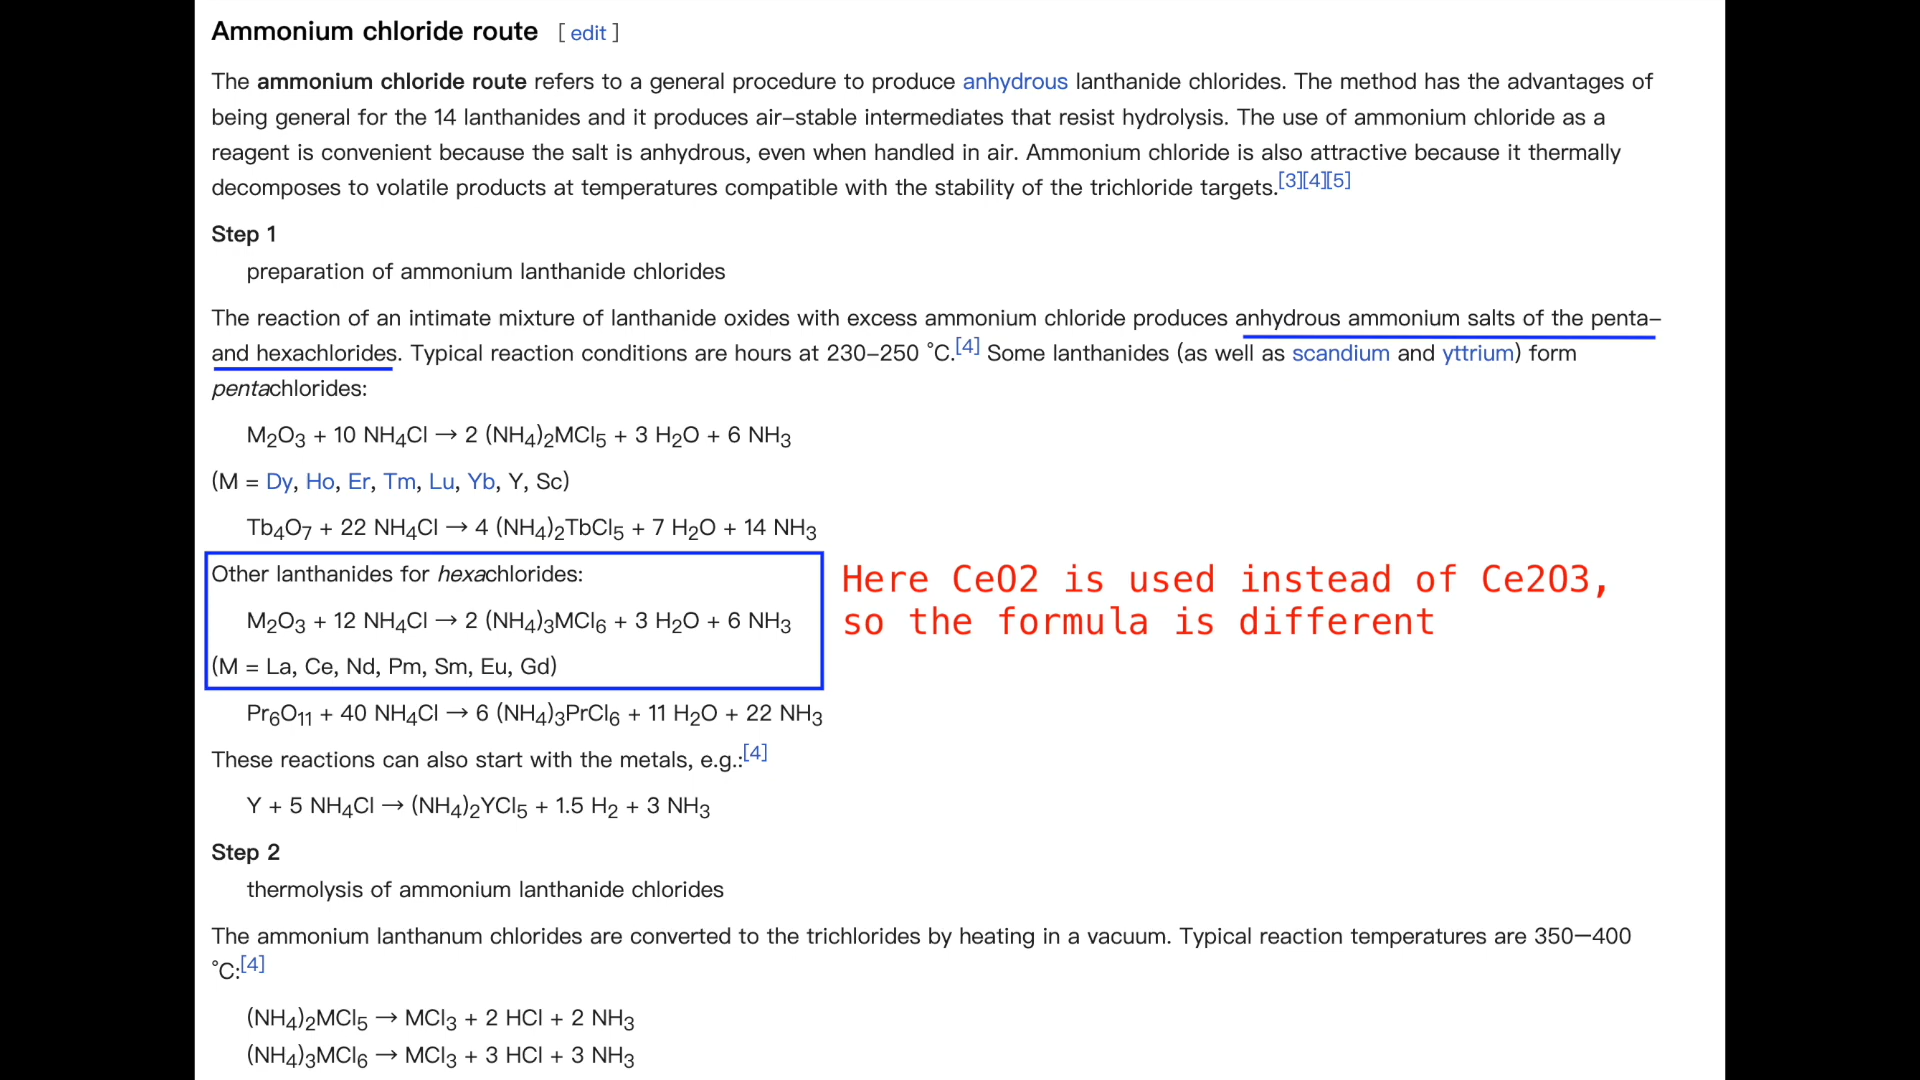 Ammonium chloride route [ edit ]
The ammonium chloride route refers to a general procedure to produce anhydrous lanthanide chlorides. The method has the advantages of
being general for the 14 lanthanides and it produces air–stable intermediates that resist hydrolysis. The use of ammonium chloride as a
reagent is convenient because the salt is anhydrous, even when handled in air. Ammonium chloride is also attractive because it thermally
decomposes to volatile products at temperatures compatible with the stability of the trichloride targets.[3][4][5]
Step 1
preparation of ammonium lanthanide chlorides
The reaction of an intimate mixture of lanthanide oxides with excess ammonium chloride produces anhydrous ammonium salts of the penta–
and hexachlorides. Typical reaction conditions are hours at 230–250 °C.[4] Some lanthanides (as well as scandium and yttrium) form
pentachlorides:
M₂O₃ + 10 NH₄Cl → 2 (NH₄)₂MCl₅ + 3 H₂O + 6 NH₃
(M = Dy, Ho, Er, Tm, Lu, Yb, Y, Sc)
Tb₄O₇ + 22 NH₄Cl → 4 (NH₄)₂TbCl₅ + 7 H₂O + 14 NH₃
Other lanthanides for hexachlorides:
Here CeO2 is used instead of Ce2O3,
so the formula is different
M₂O₃ + 12 NH₄Cl → 2 (NH₄)₃MCl₆ + 3 H₂O + 6 NH₃
(M = La, Ce, Nd, Pm, Sm, Eu, Gd)
Pr₆O₁₁ + 40 NH₄Cl → 6 (NH₄)₃PrCl₆ + 11 H₂O + 22 NH₃
These reactions can also start with the metals, e.g.:[4]
Y + 5 NH₄Cl → (NH₄)₂YCl₅ + 1.5 H₂ + 3 NH₃
Step 2
thermolysis of ammonium lanthanide chlorides
The ammonium lanthanum chlorides are converted to the trichlorides by heating in a vacuum. Typical reaction temperatures are 350—400
°C:[4]
(NH₄)₂MCl₅ → MCl₃ + 2 HCl + 2 NH₃
(NH₄)₃MCl₆ → MCl₃ + 3 HCl + 3 NH₃